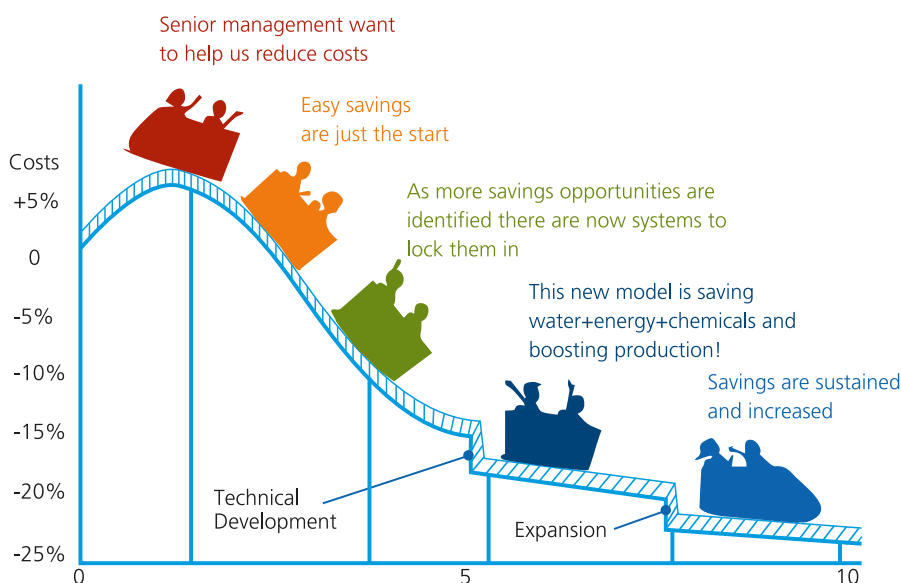 Senior management want
to help us reduce costs
Easy savings
are just the start
As more savings opportunities are
identified there are now systems to
lock them in
This new model is saving
water+energy+chemicals and
boosting production!
Savings are sustained
and increased
Costs
+5%
0
-5%
-10%
-15%
-20%
-25%
Technical
Development
Expansion
0
5
10